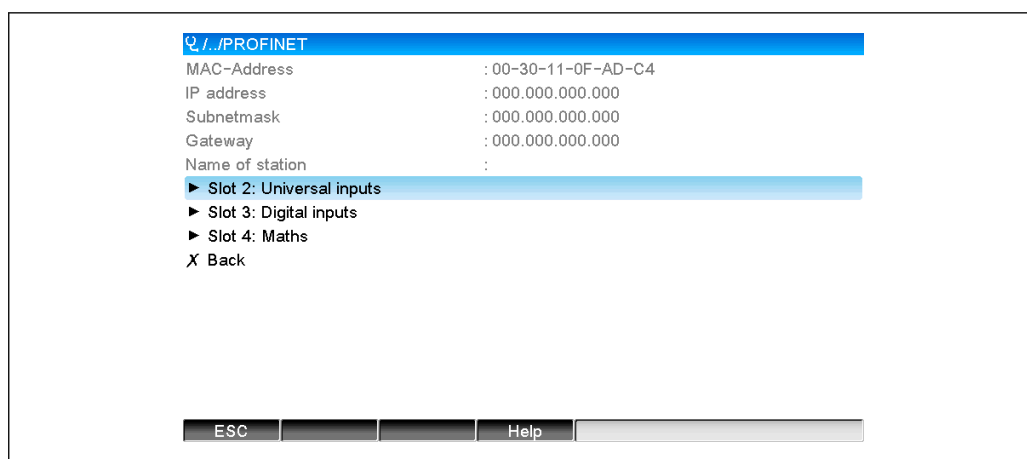 /../PROFINET
MAC-Address : 00-30-11-0F-AD-C4
IP address : 000.000.000.000
Subnetmask : 000.000.000.000
Gateway : 000.000.000.000
Name of station :
► Slot 2: Universal inputs
► Slot 3: Digital inputs
► Slot 4: Maths
X Back
ESC Help